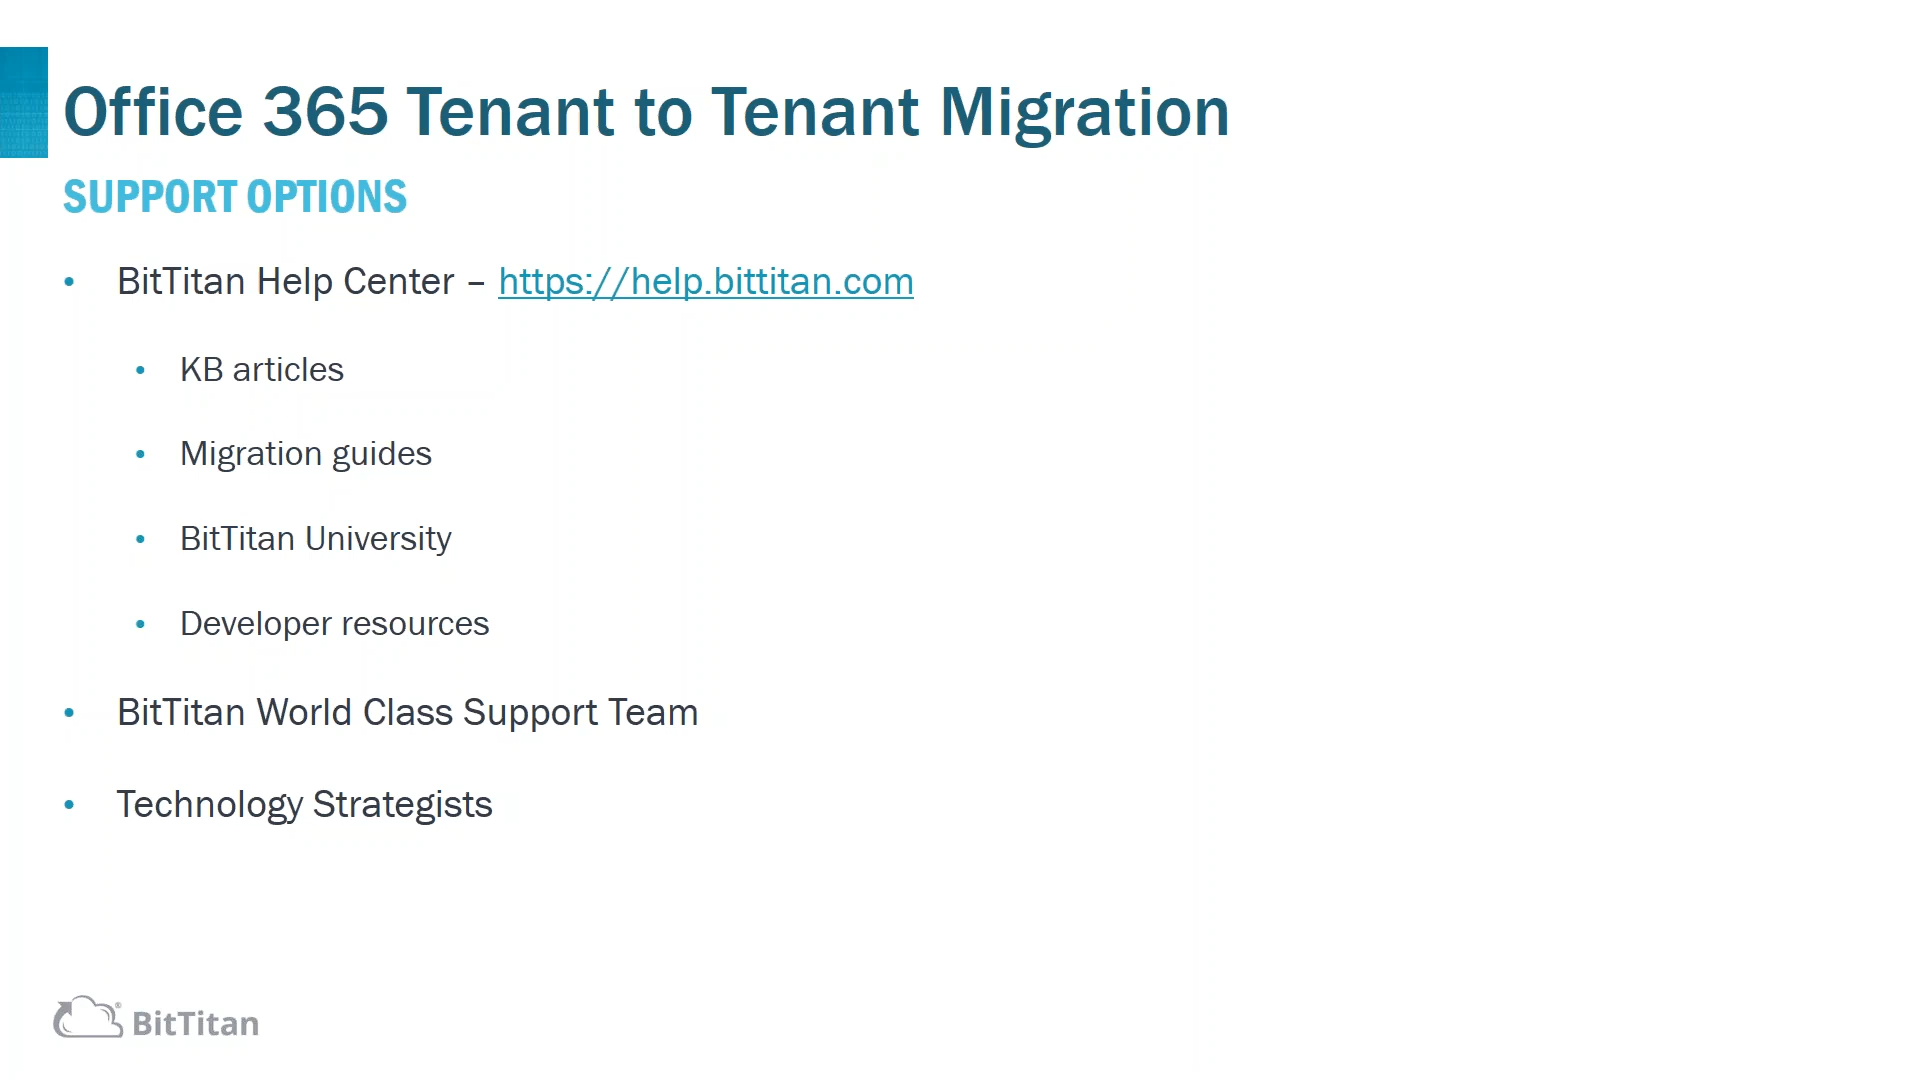 Office 365 Tenant to Tenant Migration
SUPPORT OPTIONS
• BitTitan Help Center – https://help.bittitan.com
• KB articles
• Migration guides
• BitTitan University
• Developer resources
• BitTitan World Class Support Team
• Technology Strategists
® BitTitan